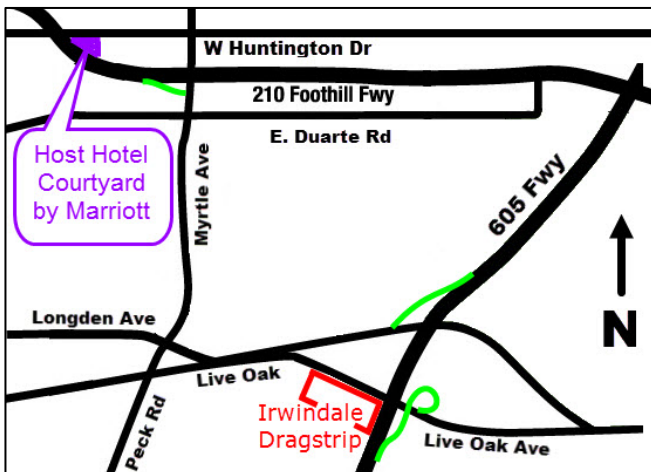 W Huntington Dr
210 Foothill Fwy
E. Duarte Rd
Host Hotel
Courtyard
by Marriott
Myrtle Ave
605 Fwy
N
Longden Ave
Live Oak
Irwindale
Dragstrip
Peck Rd
Live Oak Ave